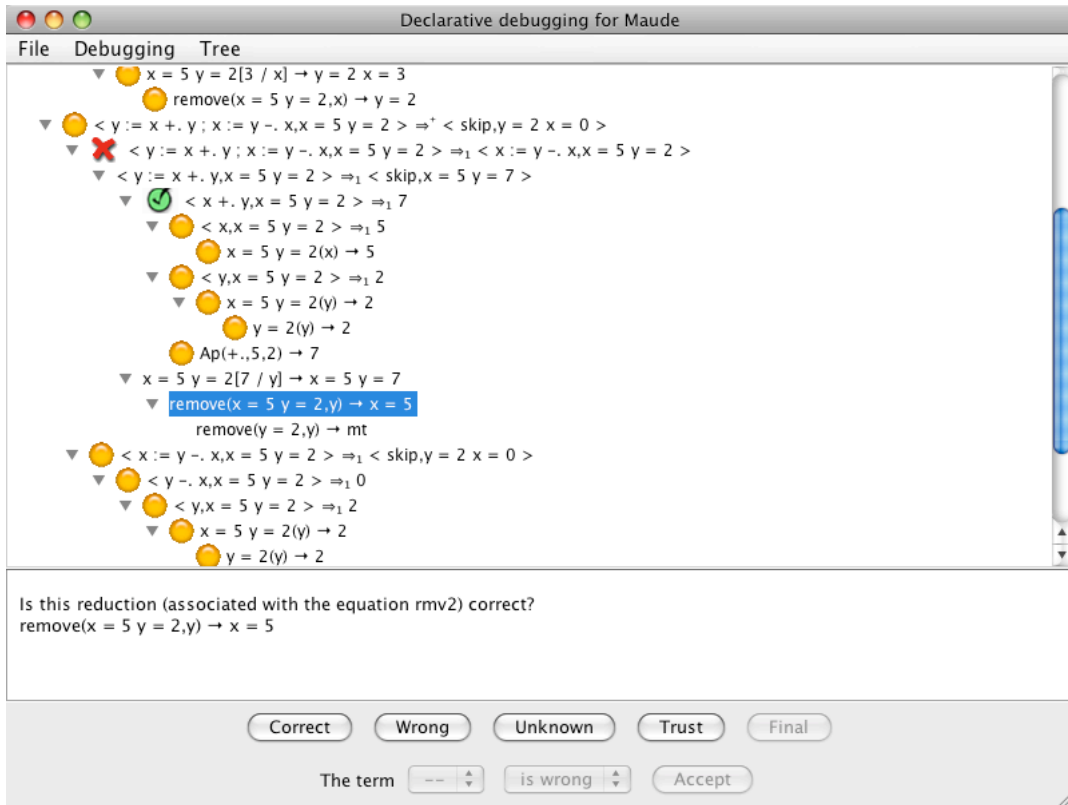 Declarative debugging for Maude
File Debugging Tree
x = 5 y = 2[3 / x] → y = 2 x = 3
remove(x = 5 y = 2,x) → y = 2
< y := x +. y ; x := y -. x,x = 5 y = 2 > ⇒⁺ < skip,y = 2 x = 0 >
< y := x +. y ; x := y -. x,x = 5 y = 2 > ⇒₁ < x := y -. x,x = 5 y = 2 >
< y := x +. y,x = 5 y = 2 > ⇒₁ < skip,x = 5 y = 7 >
< x +. y,x = 5 y = 2 > ⇒₁ 7
< x,x = 5 y = 2 > ⇒₁ 5
x = 5 y = 2(x) → 5
< y,x = 5 y = 2 > ⇒₁ 2
x = 5 y = 2(y) → 2
y = 2(y) → 2
Ap(+.,5,2) → 7
x = 5 y = 2[7 / y] → x = 5 y = 7
remove(x = 5 y = 2,y) → x = 5
remove(y = 2,y) → mt
< x := y -. x,x = 5 y = 2 > ⇒₁ < skip,y = 2 x = 0 >
< y -. x,x = 5 y = 2 > ⇒₁ 0
< y,x = 5 y = 2 > ⇒₁ 2
x = 5 y = 2(y) → 2
y = 2(y) → 2
Is this reduction (associated with the equation rmv2) correct?
remove(x = 5 y = 2,y) → x = 5
Correct Wrong Unknown Trust Final
The term -- is wrong Accept